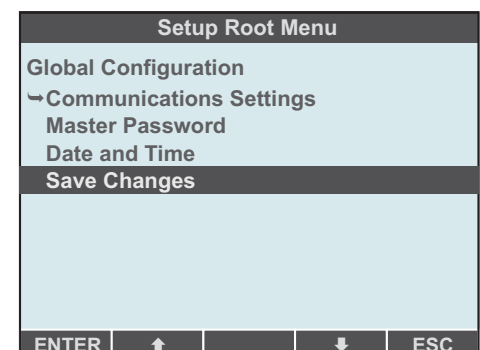 Setup Root Menu
Global Configuration
➥Communications Settings
Master Password
Date and Time
Save Changes
ENTER ⬆ ⬇ ESC